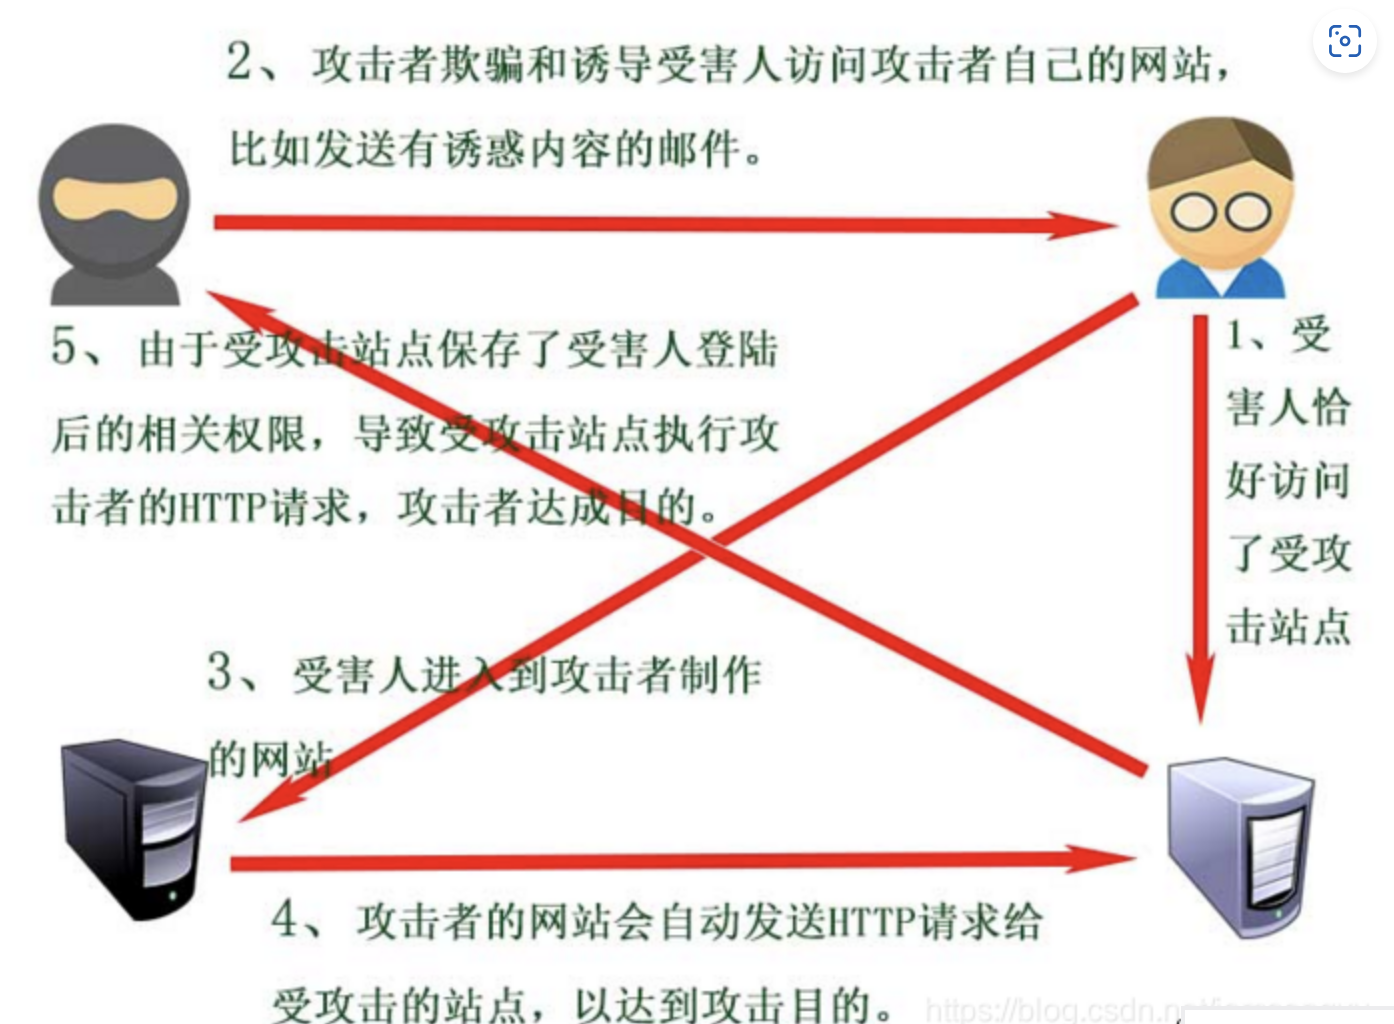 2、攻击者欺骗和诱导受害人访问攻击者自己的网站，
比如发送有诱惑内容的邮件。
1、受
害人恰
好访问
了受攻
击站点
5、由于受攻击站点保存了受害人登陆
后的相关权限，导致受攻击站点执行攻
击者的HTTP请求，攻击者达成目的。
3、受害人进入到攻击者制作
的网站
4、攻击者的网站会自动发送HTTP请求给
受攻击的站点，以达到攻击目的。
https://blog.csdn.n